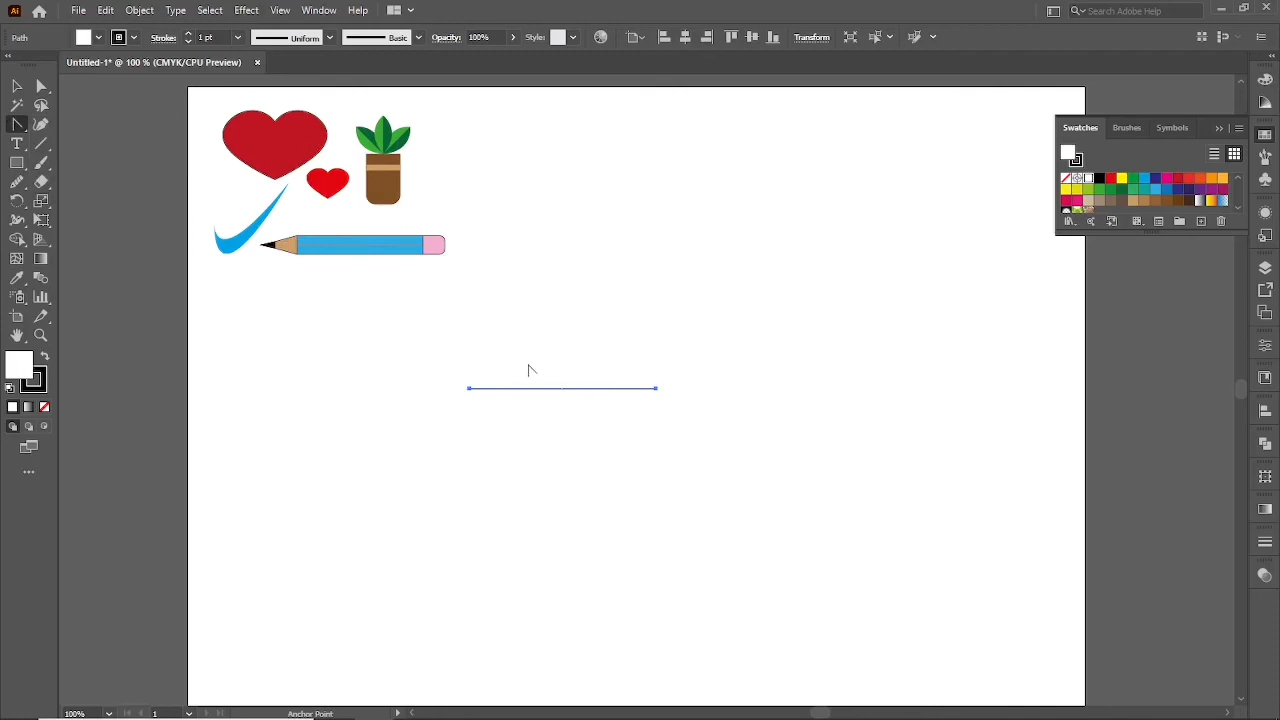 Ai File Edit Object Type Select Effect View Window Help Search Adobe Help
Path Stroke: 1 pt Uniform Basic Opacity: 100% Style: Transform
Untitled-1* @ 100 % (CMYK/CPU Preview)
Swatches Brushes Symbols
100% 1 Anchor Point